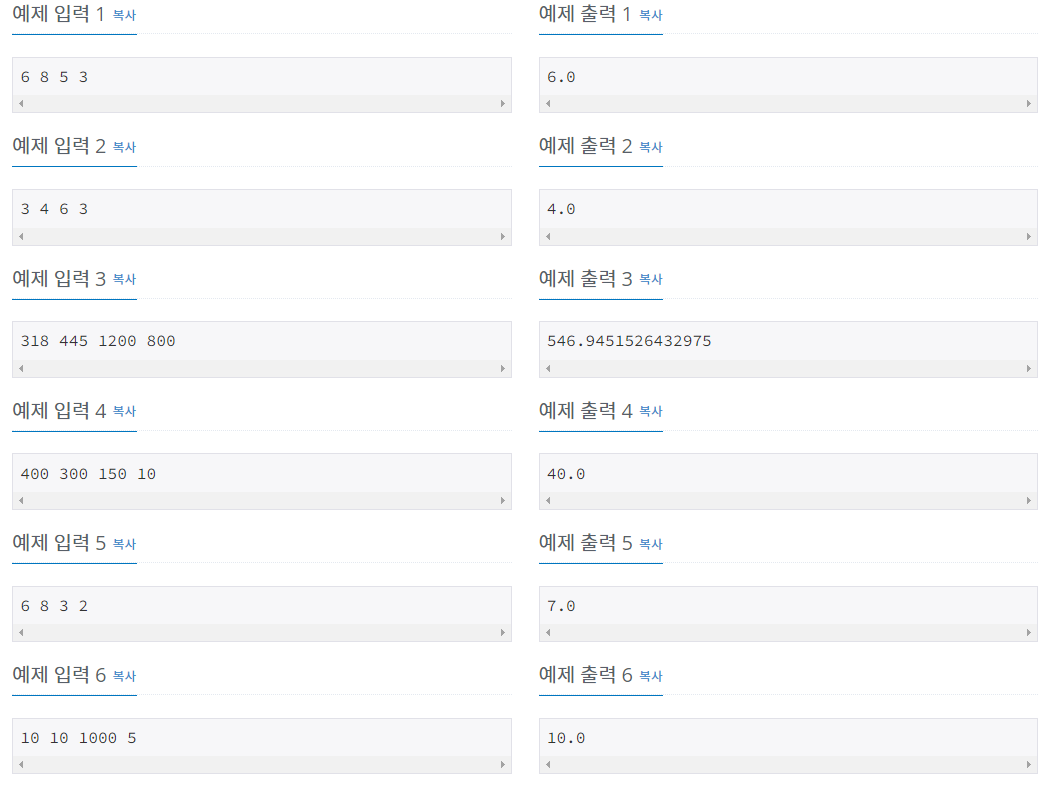 예제 입력 1 복사
예제 출력 1 복사
6 8 5 3
6.0
예제 입력 2 복사
예제 출력 2 복사
3 4 6 3
4.0
예제 입력 3 복사
예제 출력 3 복사
318 445 1200 800
546.9451526432975
예제 입력 4 복사
예제 출력 4 복사
400 300 150 10
40.0
예제 입력 5 복사
예제 출력 5 복사
6 8 3 2
7.0
예제 입력 6 복사
예제 출력 6 복사
10 10 1000 5
10.0